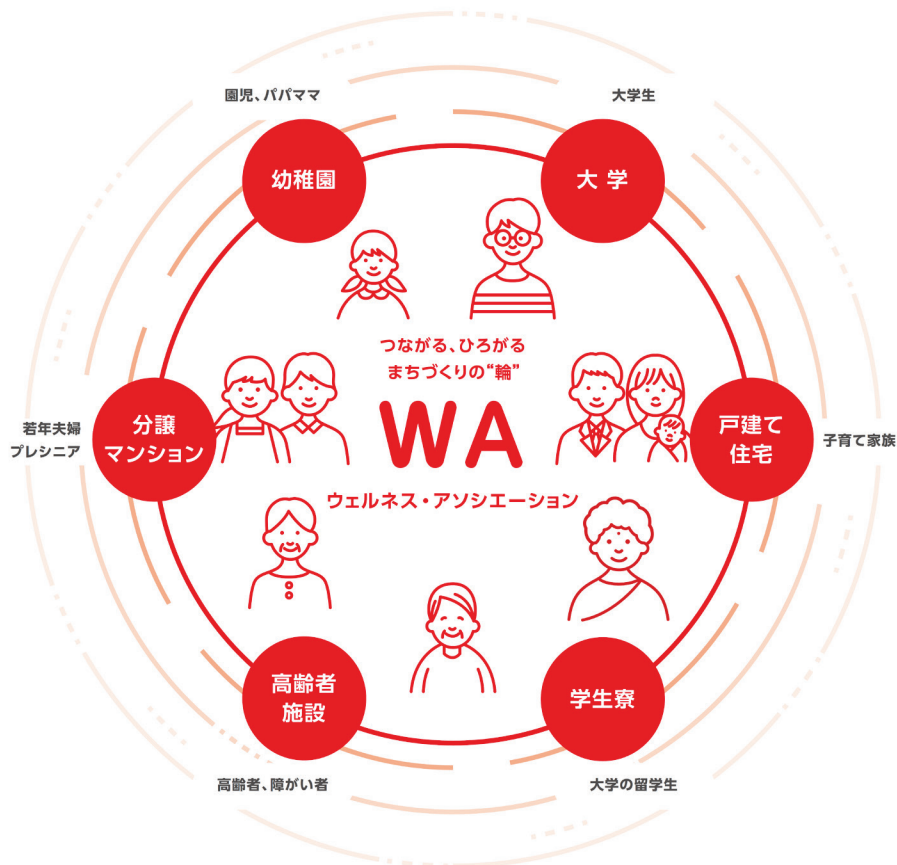 園児、パパママ
大学生
幼稚園
大学
つながる、ひろがる
まちづくりの“輪”
WA
ウェルネス・アソシエーション
若年夫婦
プレシニア
分譲
マンション
戸建て
住宅
子育て家族
高齢者
施設
学生寮
高齢者、障がい者
大学の留学生